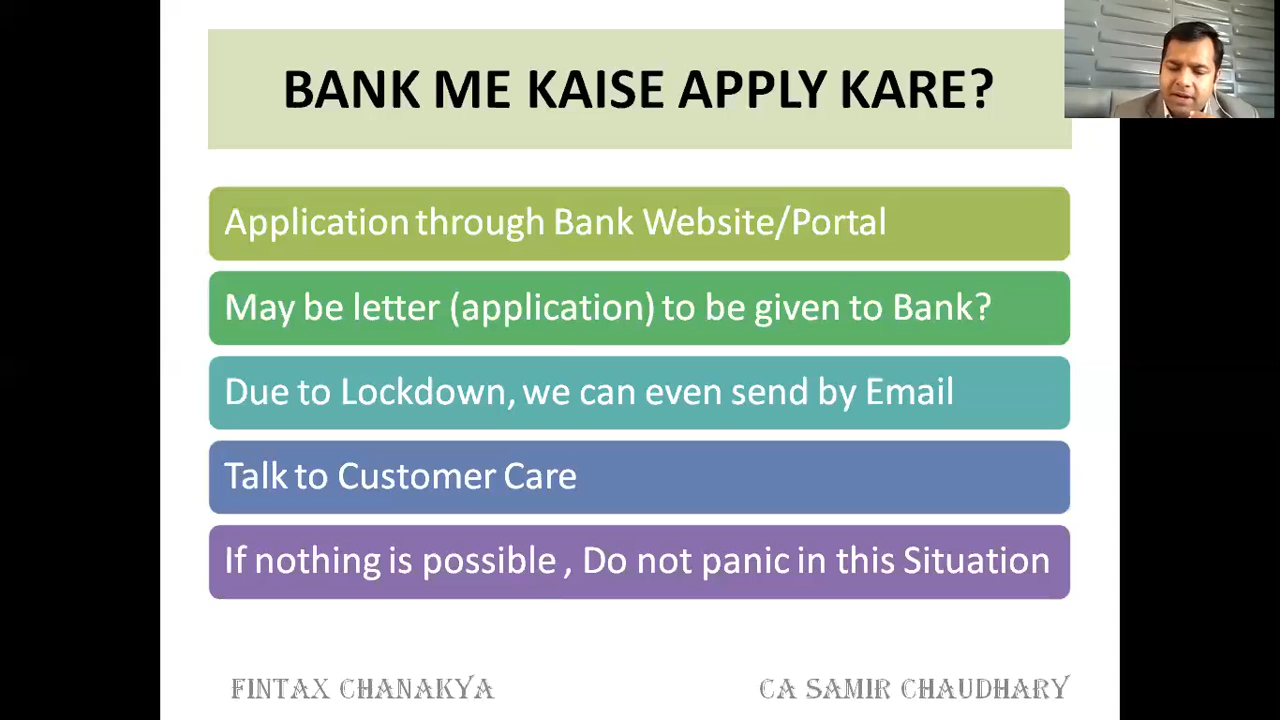 BANK ME KAISE APPLY KARE?
Application through Bank Website/Portal
May be letter (application) to be given to Bank?
Due to Lockdown, we can even send by Email
Talk to Customer Care
If nothing is possible , Do not panic in this Situation
FINTAX CHANAKYA
CA SAMIR CHAUDHARY